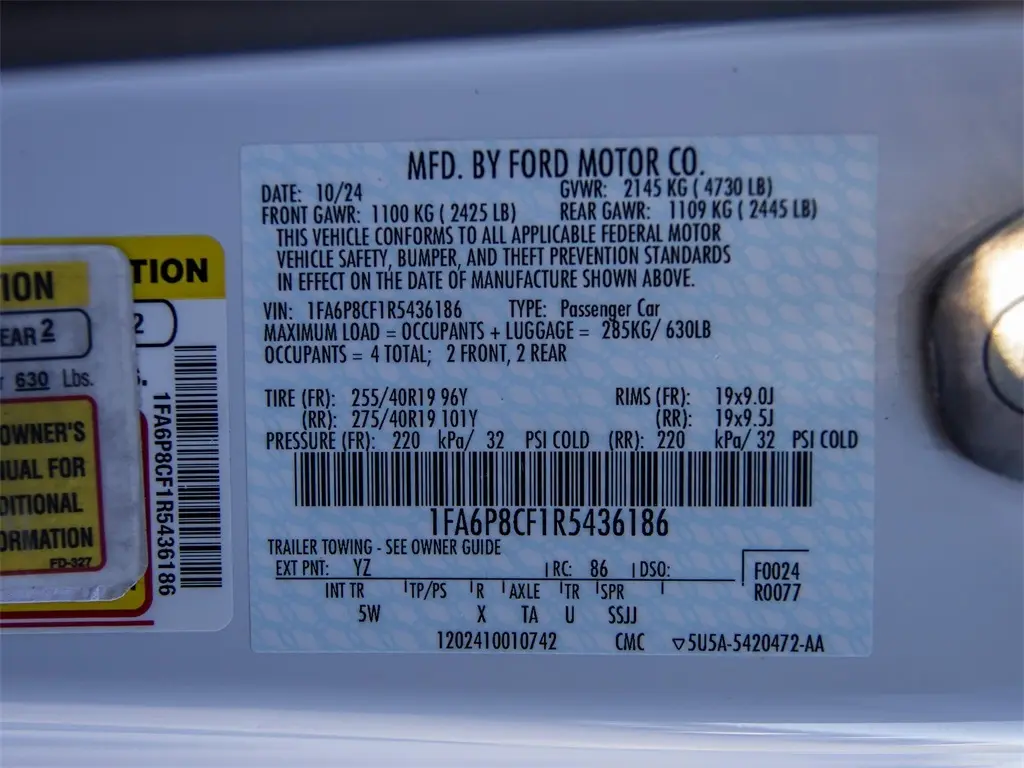 MFD. BY FORD MOTOR CO.
DATE: 10/24 GVWR: 2145 KG ( 4730 LB)
FRONT GAWR: 1100 KG ( 2425 LB) REAR GAWR: 1109 KG ( 2445 LB)
THIS VEHICLE CONFORMS TO ALL APPLICABLE FEDERAL MOTOR
VEHICLE SAFETY, BUMPER, AND THEFT PREVENTION STANDARDS
IN EFFECT ON THE DATE OF MANUFACTURE SHOWN ABOVE.
VIN: 1FA6P8CF1R5436186 TYPE: Passenger Car
MAXIMUM LOAD = OCCUPANTS + LUGGAGE = 285KG/ 630LB
OCCUPANTS = 4 TOTAL; 2 FRONT, 2 REAR
TIRE (FR): 255/40R19 96Y RIMS (FR): 19x9.0J
(RR): 275/40R19 101Y (RR): 19x9.5J
PRESSURE (FR): 220 kPa/ 32 PSI COLD (RR): 220 kPa/ 32 PSI COLD
1FA6P8CF1R5436186
TRAILER TOWING - SEE OWNER GUIDE
EXT PNT: YZ RC: 86 DSO: F0024
INT TR TP/PS R AXLE TR SPR R0077
5W X TA U SSJJ
1202410010742 CMC ▽5U5A-5420472-AA
TION
2
S.
1FA6P8CF1R5436186
ION
EAR 2
r 630 Lbs.
OWNER'S
NUAL FOR
DITIONAL
ORMATION
FD-327